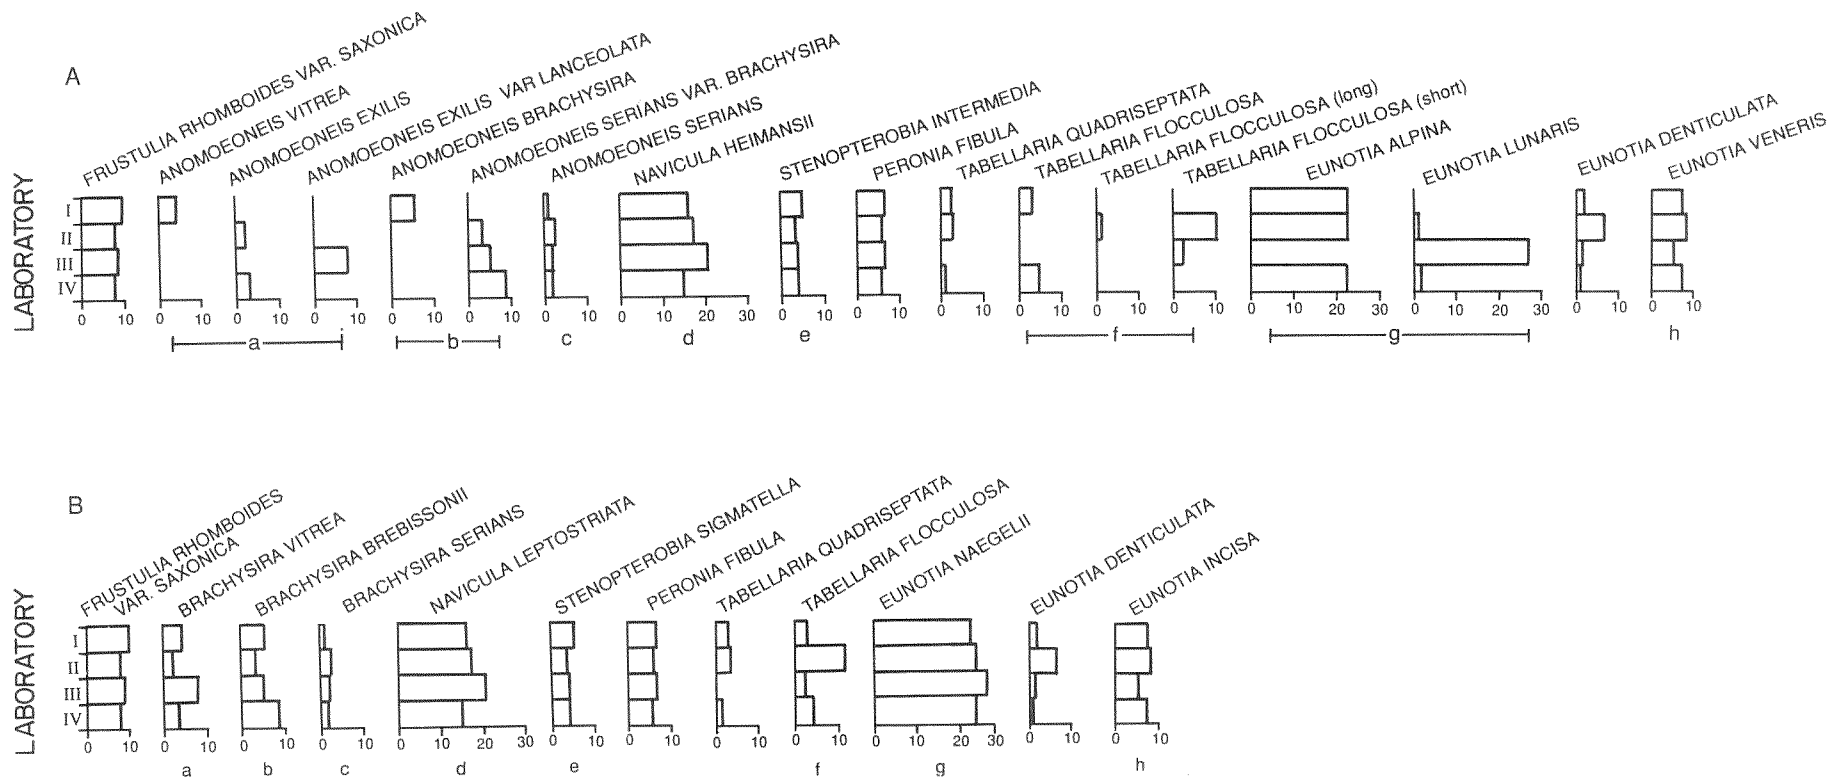 A
FRUSTULIA RHOMBOIDES VAR. SAXONICA
ANOMOEONEIS VITREA
ANOMOEONEIS EXILIS
ANOMOEONEIS EXILIS VAR LANCEOLATA
ANOMOEONEIS BRACHYSIRA
ANOMOEONEIS SERIANS VAR. BRACHYSIRA
ANOMOEONEIS SERIANS
NAVICULA HEIMANSII
STENOPTEROBIA INTERMEDIA
PERONIA FIBULA
TABELLARIA QUADRISEPTATA
TABELLARIA FLOCCULOSA
TABELLARIA FLOCCULOSA (long)
TABELLARIA FLOCCULOSA (short)
EUNOTIA ALPINA
EUNOTIA LUNARIS
EUNOTIA DENTICULATA
EUNOTIA VENERIS
LABORATORY
I
II
III
IV
0 10 0 10 0 10 0 10 0 10 0 10 0 10 0 10 20 30 0 10 0 10 0 10 0 10 0 10 0 10 0 10 20 30 0 10 20 30 0 10 0 10
a b c d e f g h
B
FRUSTULIA RHOMBOIDES
VAR. SAXONICA
BRACHYSIRA VITREA
BRACHYSIRA BREBISSONII
BRACHYSIRA SERIANS
NAVICULA LEPTOSTRIATA
STENOPTEROBIA SIGMATELLA
PERONIA FIBULA
TABELLARIA QUADRISEPTATA
TABELLARIA FLOCCULOSA
EUNOTIA NAEGELII
EUNOTIA DENTICULATA
EUNOTIA INCISA
LABORATORY
I
II
III
IV
0 10 0 10 0 10 0 10 0 10 20 30 0 10 0 10 0 10 0 10 0 10 20 30 0 10 0 10
a b c d e f g h